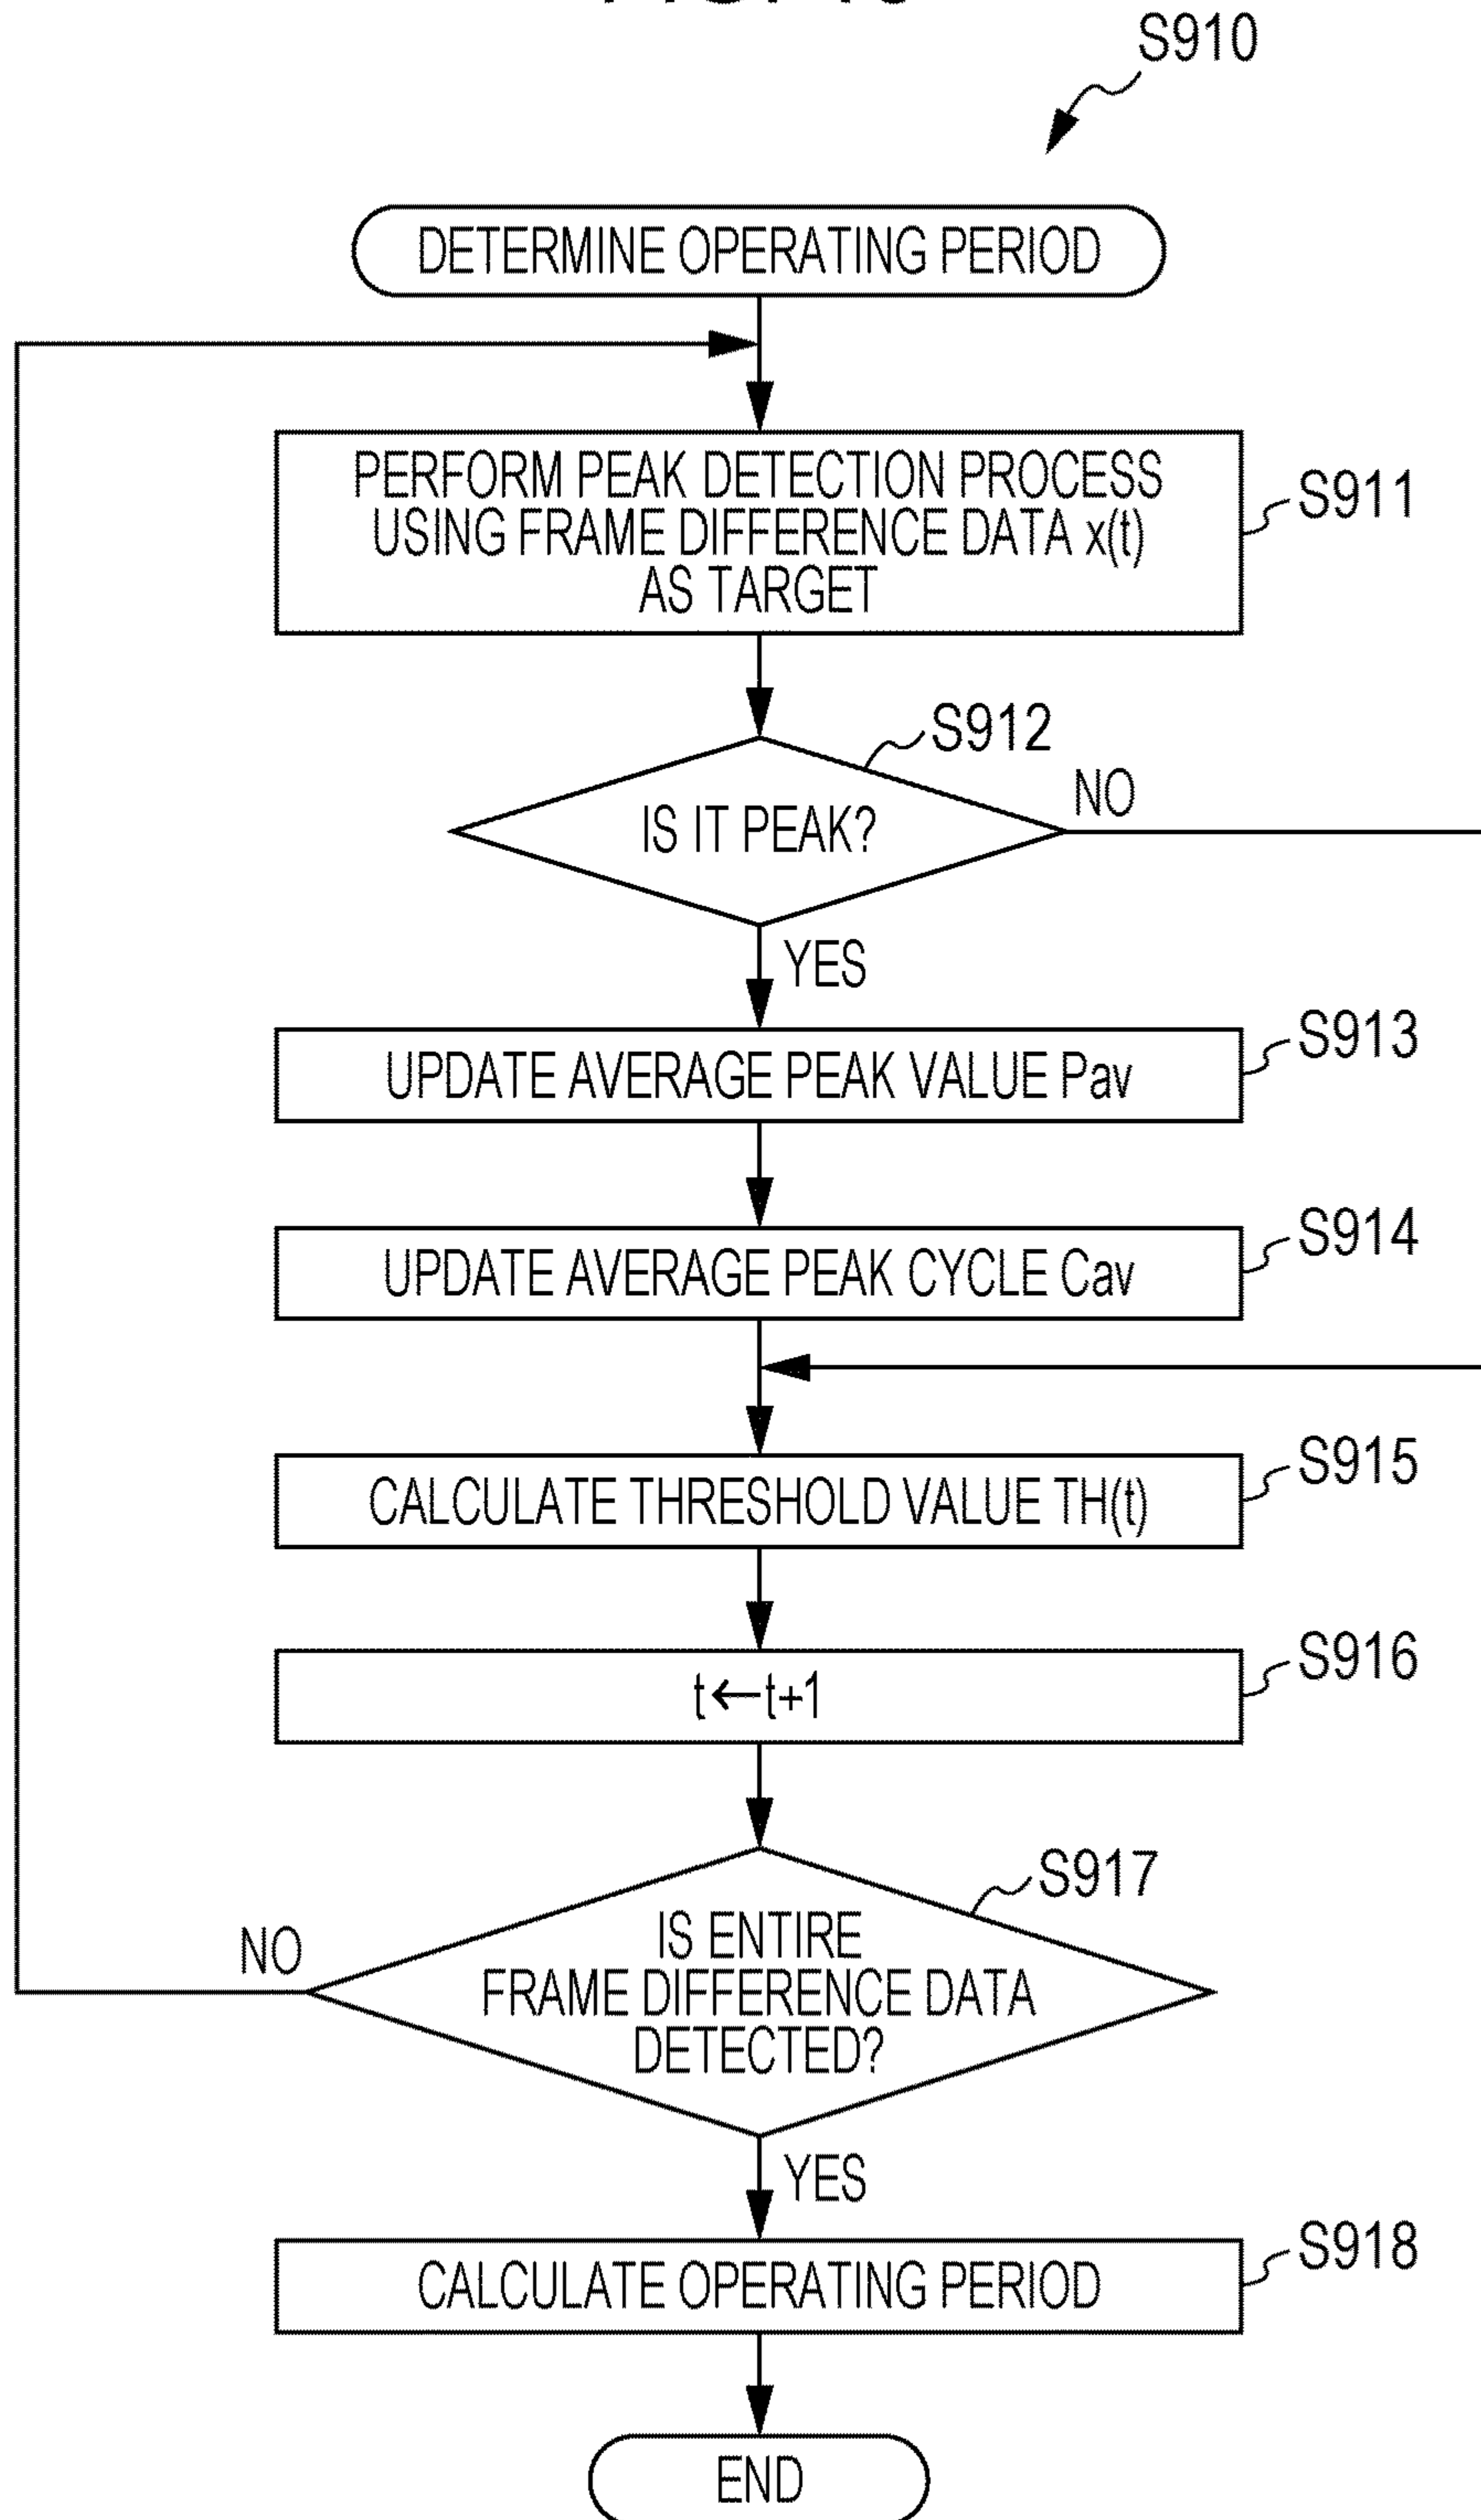 S910
DETERMINE OPERATING PERIOD
PERFORM PEAK DETECTION PROCESS
USING FRAME DIFFERENCE DATA x(t)
AS TARGET
S911
S912
IS IT PEAK?
NO
YES
UPDATE AVERAGE PEAK VALUE Pav
S913
UPDATE AVERAGE PEAK CYCLE Cav
S914
CALCULATE THRESHOLD VALUE TH(t)
S915
t←t+1
S916
S917
IS ENTIRE
FRAME DIFFERENCE DATA
DETECTED?
NO
YES
CALCULATE OPERATING PERIOD
S918
END